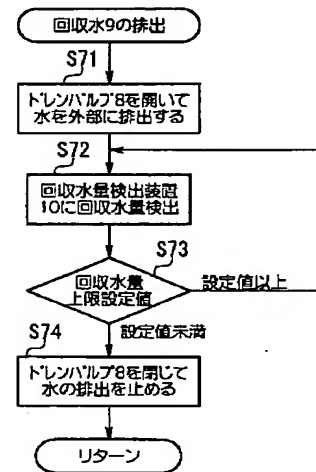 回収水9の排出
S71
ドレンバルブ8を開いて
水を外部に排出する
S72
回収水量検出装置
10に回収水量検出
S73
回収水量
上限設定値
設定値以上
設定値未満
S74
ドレンバルブ8を閉じて
水の排出を止める
リターン